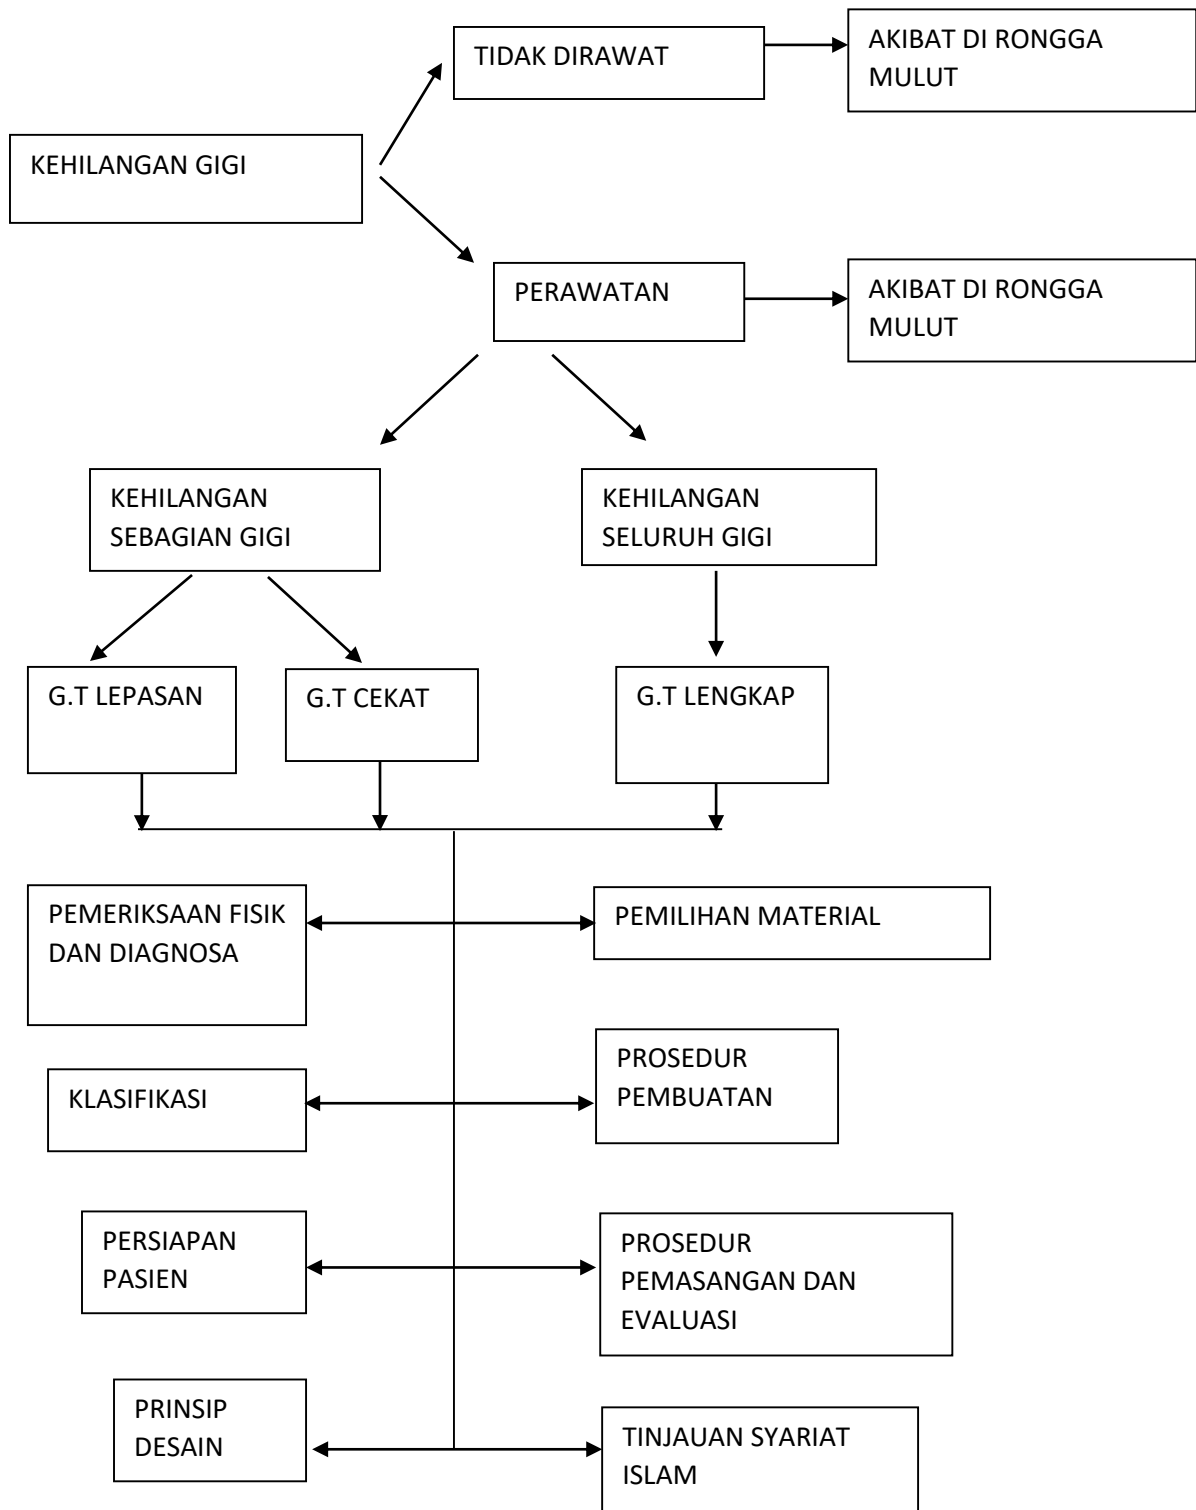 TIDAK DIRAWAT
AKIBAT DI RONGGA
MULUT
KEHILANGAN GIGI
PERAWATAN
AKIBAT DI RONGGA
MULUT
KEHILANGAN
SEBAGIAN GIGI
KEHILANGAN
SELURUH GIGI
G.T LEPASAN
G.T CEKAT
G.T LENGKAP
PEMERIKSAAN FISIK
DAN DIAGNOSA
PEMILIHAN MATERIAL
KLASIFIKASI
PROSEDUR
PEMBUATAN
PERSIAPAN
PASIEN
PROSEDUR
PEMASANGAN DAN
EVALUASI
PRINSIP
DESAIN
TINJAUAN SYARIAT
ISLAM